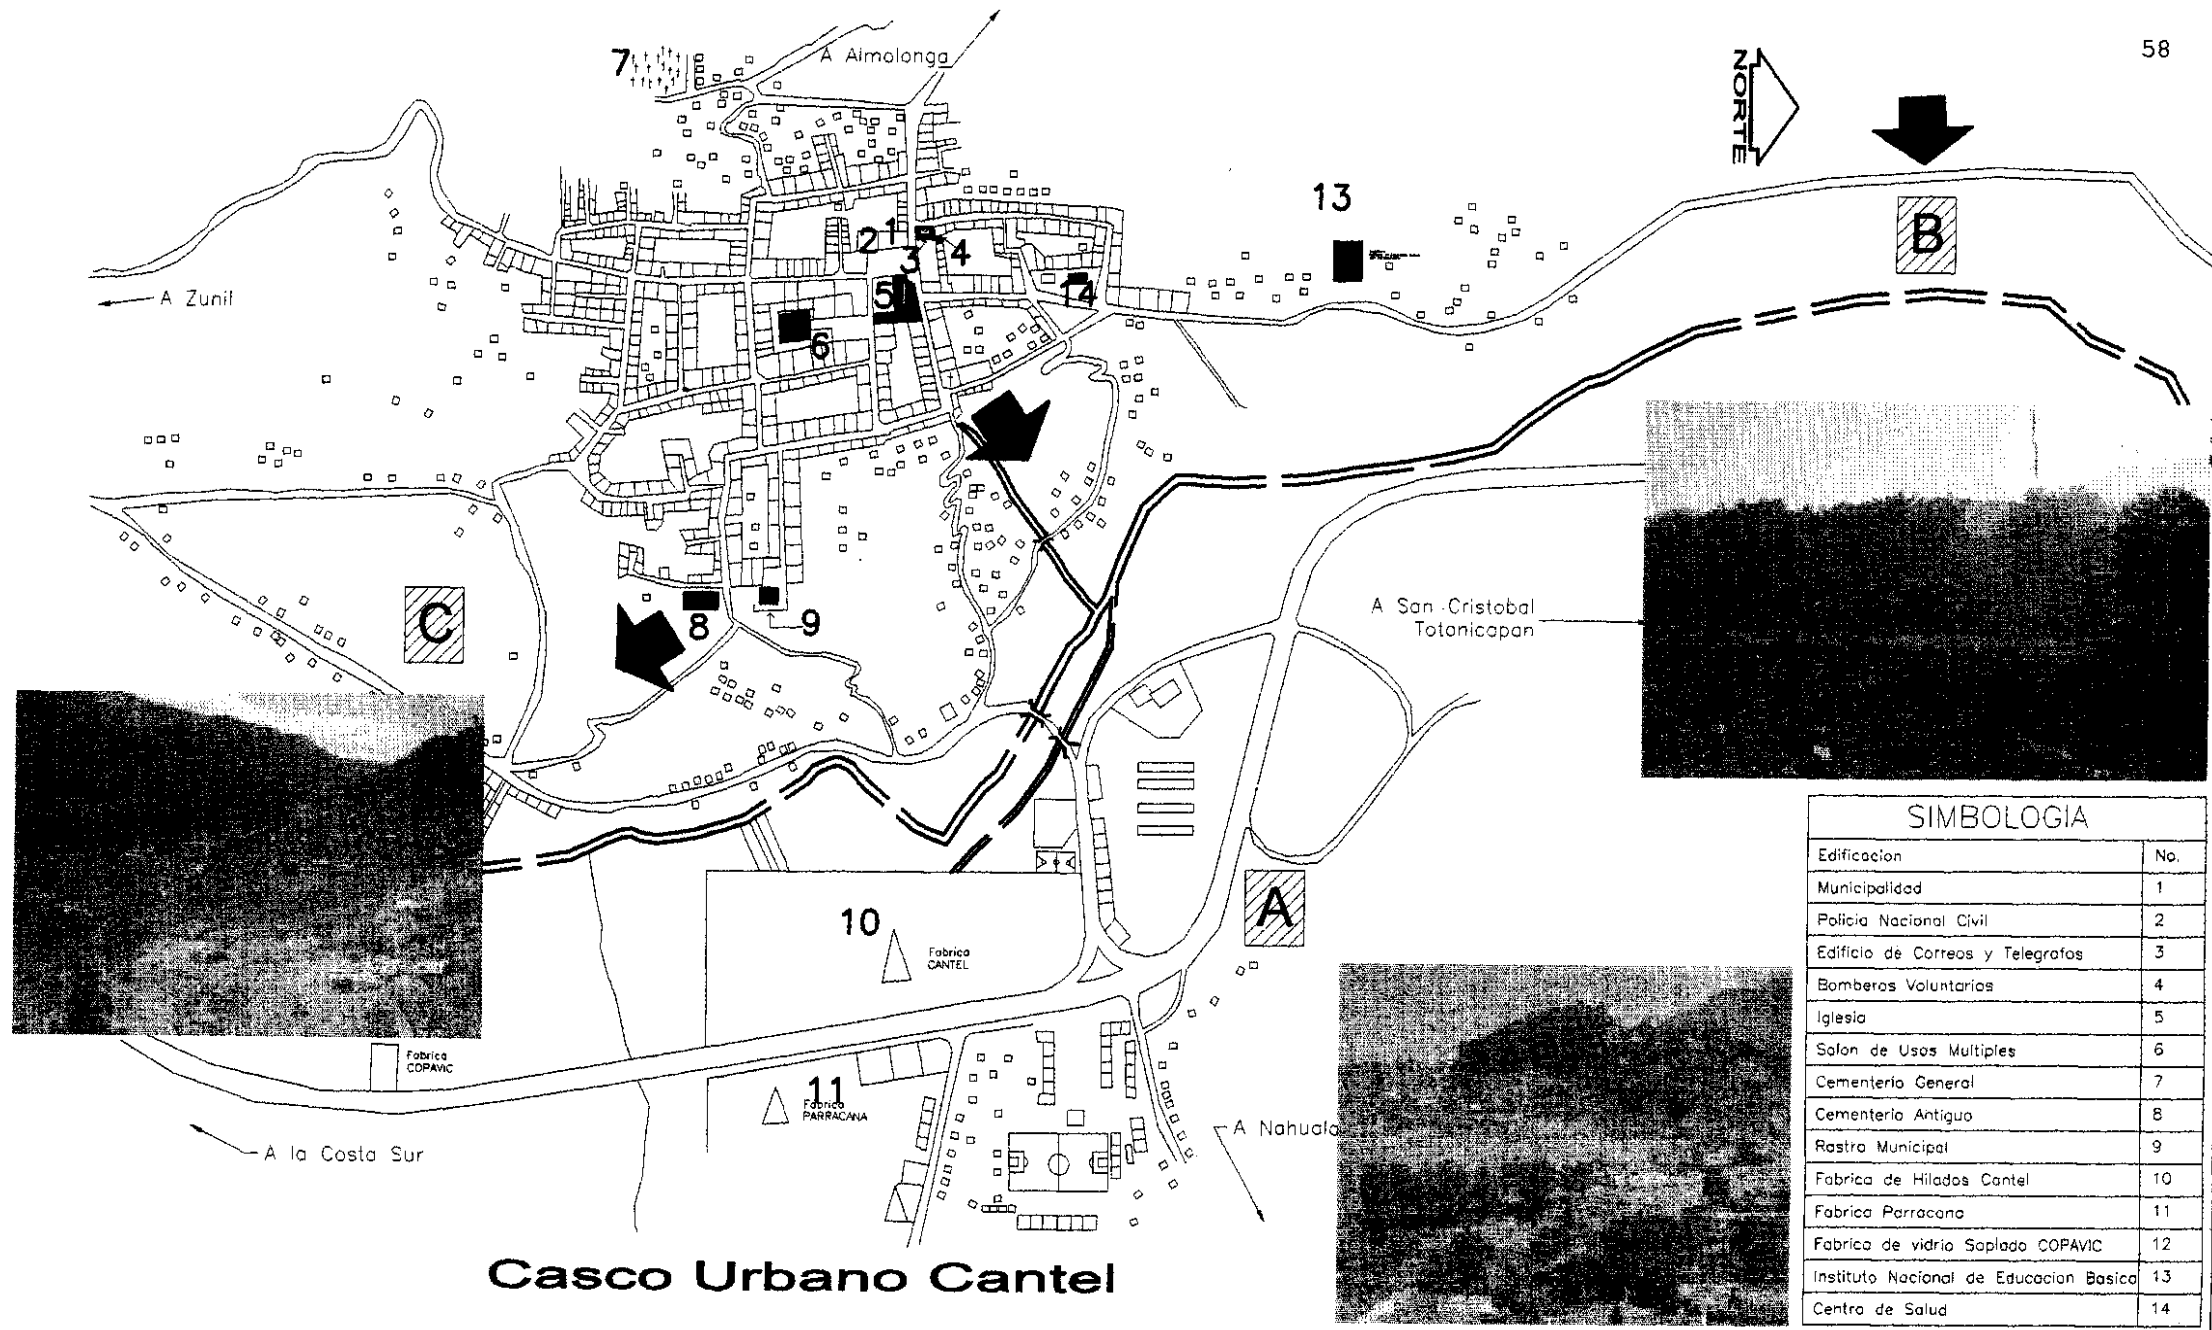 58
NORTE
7
A Almolonga
13
B
1
2
3
4
14
5
6
A Zunil
C
8
9
A San Cristobal
Totonicapan
10
Fabrica
CANTEL
A
Fabrica
COPAVIC
11
Fabrica
PARRACANA
A la Costa Sur
A Nahuala
Casco Urbano Cantel
SIMBOLOGIA
Edificacion No.
Municipalidad 1
Policia Nacional Civil 2
Edificio de Correos y Telegrafos 3
Bomberos Voluntarios 4
Iglesia 5
Salon de Usos Multiples 6
Cementerio General 7
Cementerio Antiguo 8
Rastro Municipal 9
Fabrica de Hilados Cantel 10
Fabrica Parracana 11
Fabrica de vidrio Soplado COPAVIC 12
Instituto Nacional de Educacion Basica 13
Centro de Salud 14